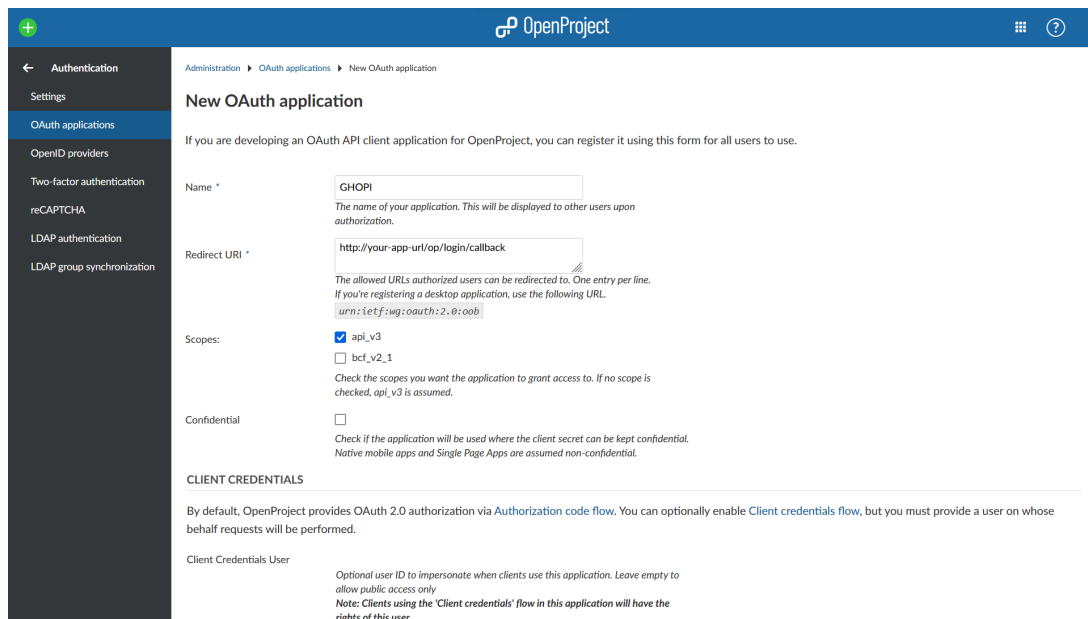 OpenProject
Authentication
Settings
OAuth applications
OpenID providers
Two-factor authentication
reCAPTCHA
LDAP authentication
LDAP group synchronization
Administration OAuth applications New OAuth application
New OAuth application
If you are developing an OAuth API client application for OpenProject, you can register it using this form for all users to use.
Name * GHOPI
The name of your application. This will be displayed to other users upon
authorization.
Redirect URI * http://your-app-url/op/login/callback
The allowed URLs authorized users can be redirected to. One entry per line.
If you're registering a desktop application, use the following URL.
urn:ietf:wg:oauth:2.0:oob
Scopes: api_v3
bcf_v2_1
Check the scopes you want the application to grant access to. If no scope is
checked, api_v3 is assumed.
Confidential
Check if the application will be used where the client secret can be kept confidential.
Native mobile apps and Single Page Apps are assumed non-confidential.
CLIENT CREDENTIALS
By default, OpenProject provides OAuth 2.0 authorization via Authorization code flow. You can optionally enable Client credentials flow, but you must provide a user on whose
behalf requests will be performed.
Client Credentials User
Optional user ID to impersonate when clients use this application. Leave empty to
allow public access only
Note: Clients using the 'Client credentials' flow in this application will have the
rights of this user